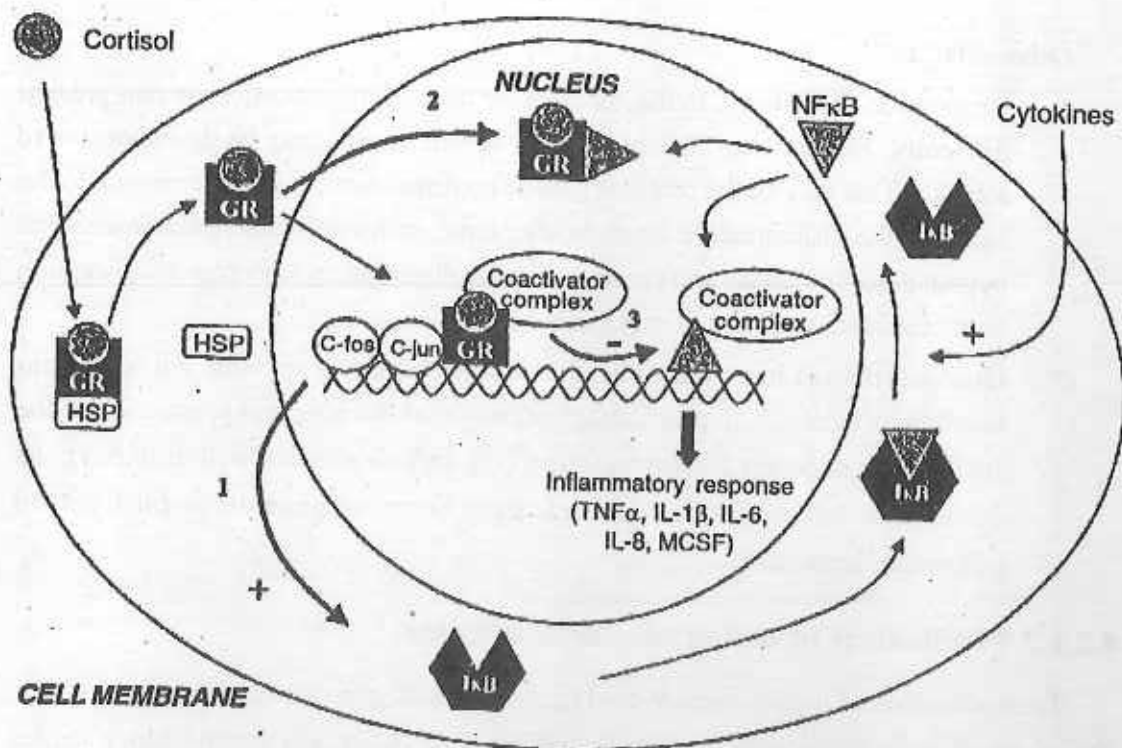 Cortisol
NUCLEUS
2
NFκB
Cytokines
GR
GR
IκB
Coactivator
complex
Coactivator
complex
3
HSP
C-fos
C-jun
GR
-
+
GR
HSP
1
IκB
Inflammatory response
(TNFα, IL-1β, IL-6,
IL-8, MCSF)
+
IκB
CELL MEMBRANE